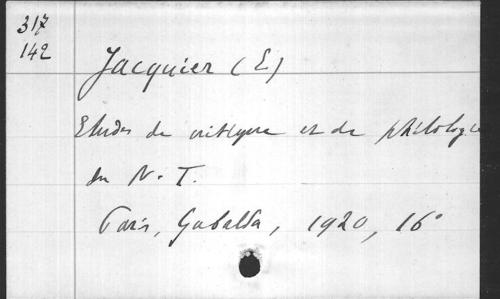 317
142
Jacquier (E)
Etudes de critique et de philologie
du N. T.
Paris, Gabalda, 1920, 16°